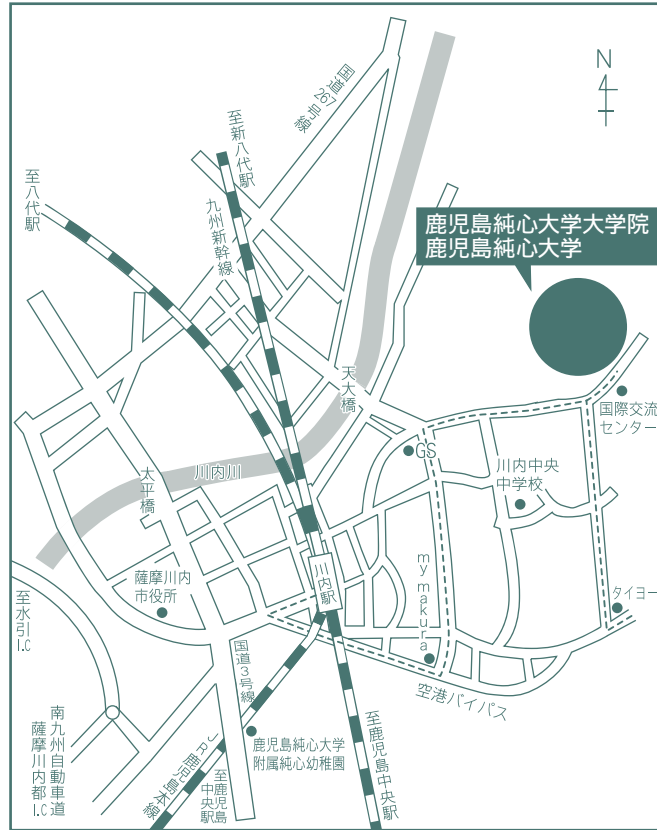 N
国道267号線
至新八代駅
至八代駅
九州新幹線
鹿児島純心大学大学院
鹿児島純心大学
天大橋
国際交流
センター
GS
川内中央
中学校
川内川
太平橋
薩摩川内
市役所
川内駅
my makura
タイヨー
至水引I.C
国道3号線
空港バイパス
南九州自動車道
薩摩川内都I.C
JR鹿児島本線
至鹿児島
中央駅
鹿児島純心大学
附属純心幼稚園
至鹿児島中央駅